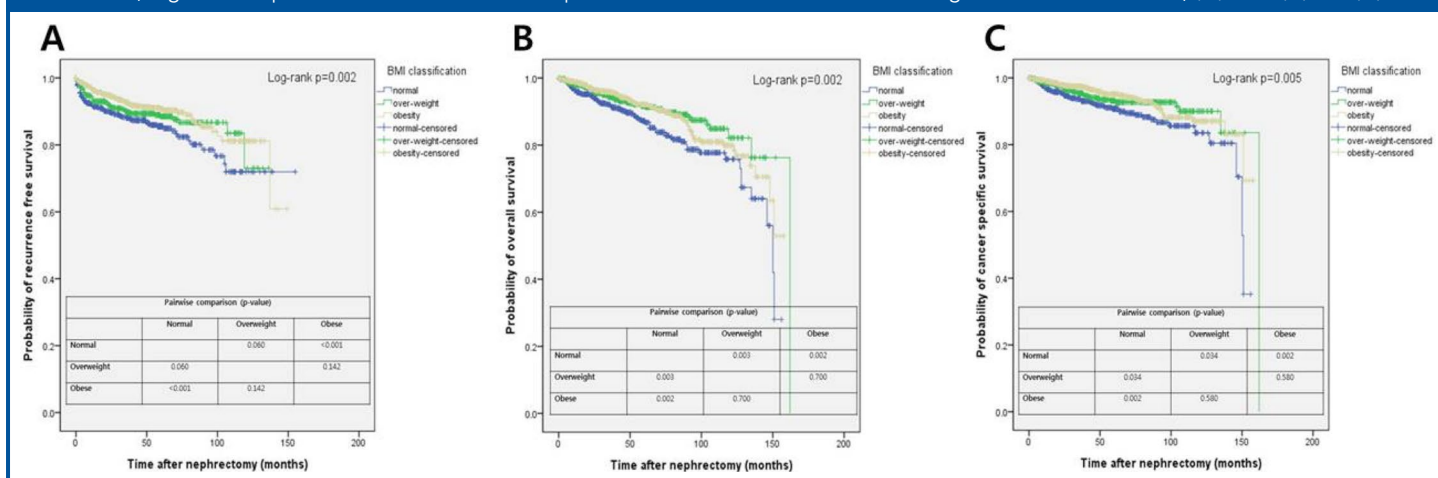 A
Log-rank p=0.002
BMI classification
normal
over-weight
obesity
normal-censored
over-weight-censored
obesity-censored
Probability of recurrence free survival
1.0
0.8
0.6
0.4
0.2
0.0
Pairwise comparison (p-value)
Normal Overweight Obese
Normal 0.060 <0.001
Overweight 0.060 0.142
Obese <0.001 0.142
0 50 100 150 200
Time after nephrectomy (months)
B
Log-rank p=0.002
BMI classification
normal
over-weight
obesity
normal-censored
over-weight-censored
obesity-censored
Probability of overall survival
1.0
0.8
0.6
0.4
0.2
0.0
Pairwise comparison (p-value)
Normal Overweight Obese
Normal 0.003 0.002
Overweight 0.003 0.700
Obese 0.002 0.700
0 50 100 150 200
Time after nephrectomy (months)
C
Log-rank p=0.005
BMI classification
normal
over-weight
obesity
normal-censored
over-weight-censored
obesity-censored
Probability of cancer specific survival
1.0
0.8
0.6
0.4
0.2
0.0
Pairwise comparison (p-value)
Normal Overweight Obese
Normal 0.034 0.002
Overweight 0.034 0.580
Obese 0.002 0.580
0 50 100 150 200
Time after nephrectomy (months)